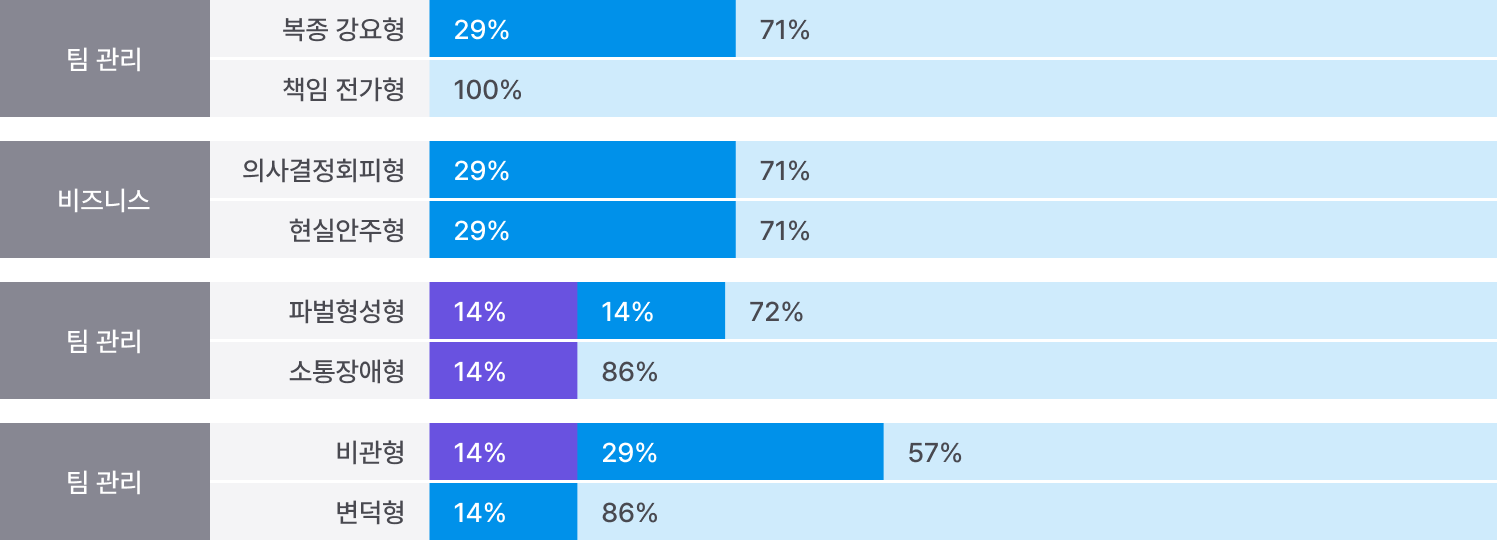 팀 관리
복종 강요형 29% 71%
책임 전가형 100%
비즈니스
의사결정회피형 29% 71%
현실안주형 29% 71%
팀 관리
파벌형성형 14% 14% 72%
소통장애형 14% 86%
팀 관리
비관형 14% 29% 57%
변덕형 14% 86%